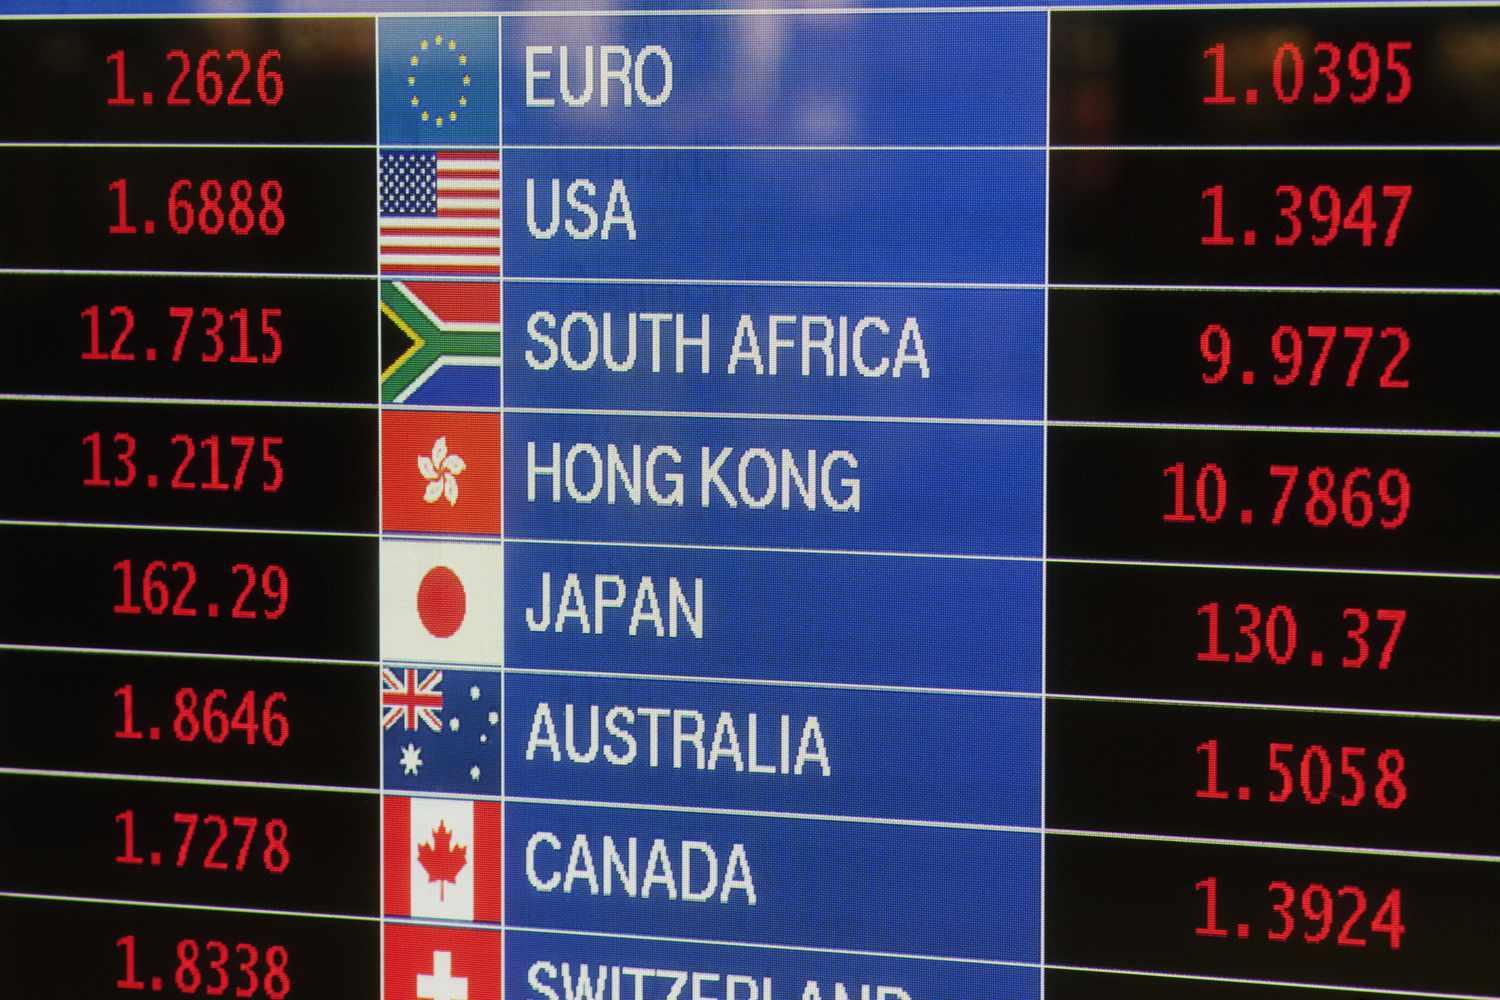 1.2626 EURO 1.0395
1.6888 USA 1.3947
12.7315 SOUTH AFRICA 9.9772
13.2175 HONG KONG 10.7869
162.29 JAPAN 130.37
1.8646 AUSTRALIA 1.5058
1.7278 CANADA 1.3924
1.8338 SWITZERLAND